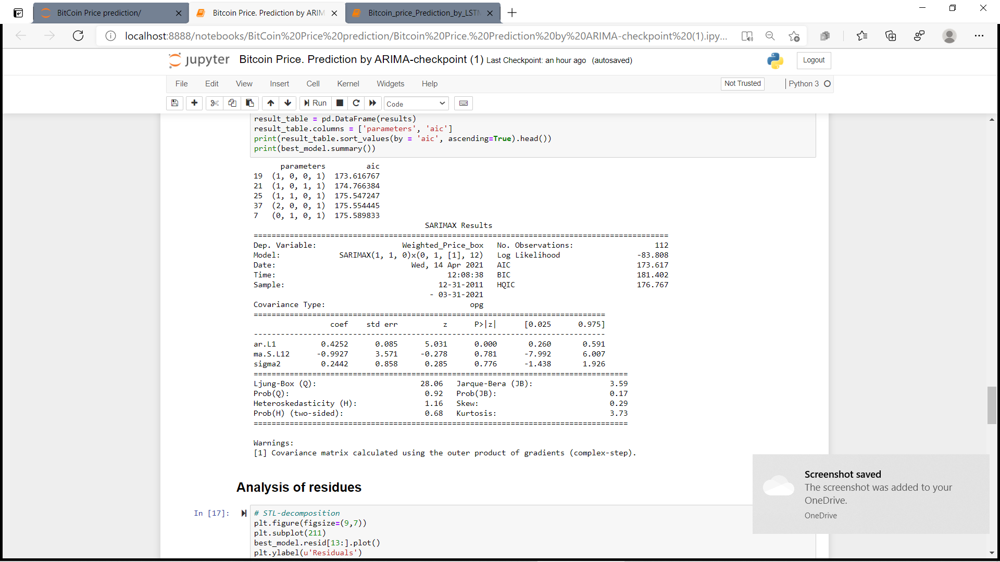 BitCoin Price prediction/
Bitcoin Price. Prediction by ARIM
Bitcoin_price_Prediction_by_LSTM
localhost:8888/notebooks/BitCoin%20Price%20prediction/Bitcoin%20Price.%20Prediction%20by%20ARIMA-checkpoint%20(1).ipy...
jupyter Bitcoin Price. Prediction by ARIMA-checkpoint (1) Last Checkpoint: an hour ago (autosaved)
Logout
File Edit View Insert Cell Kernel Widgets Help
Not Trusted
Python 3
Run
Code
result_table = pd.DataFrame(results)
result_table.columns = ['parameters', 'aic']
print(result_table.sort_values(by = 'aic', ascending=True).head())
print(best_model.summary())
parameters aic
19 (1, 0, 0, 1) 173.616767
21 (1, 0, 1, 1) 174.766384
25 (1, 1, 0, 1) 175.547247
37 (2, 0, 0, 1) 175.554445
7 (0, 1, 0, 1) 175.589833
SARIMAX Results
==============================================================================================
Dep. Variable: Weighted_Price_box No. Observations: 112
Model: SARIMAX(1, 1, 0)x(0, 1, [1], 12) Log Likelihood -83.808
Date: Wed, 14 Apr 2021 AIC 173.617
Time: 12:08:38 BIC 181.402
Sample: 12-31-2011 HQIC 176.767
- 03-31-2021
Covariance Type: opg
==============================================================================
coef std err z P>|z| [0.025 0.975]
------------------------------------------------------------------------------
ar.L1 0.4252 0.085 5.031 0.000 0.260 0.591
ma.S.L12 -0.9927 3.571 -0.278 0.781 -7.992 6.007
sigma2 0.2442 0.858 0.285 0.776 -1.438 1.926
===================================================================================
Ljung-Box (Q): 28.06 Jarque-Bera (JB): 3.59
Prob(Q): 0.92 Prob(JB): 0.17
Heteroskedasticity (H): 1.16 Skew: 0.29
Prob(H) (two-sided): 0.68 Kurtosis: 3.73
===================================================================================
Warnings:
[1] Covariance matrix calculated using the outer product of gradients (complex-step).
Analysis of residues
In [17]:
# STL-decomposition
plt.figure(figsize=(9,7))
plt.subplot(211)
best_model.resid[13:].plot()
plt.ylabel(u'Residuals')
Screenshot saved
The screenshot was added to your
OneDrive.
OneDrive